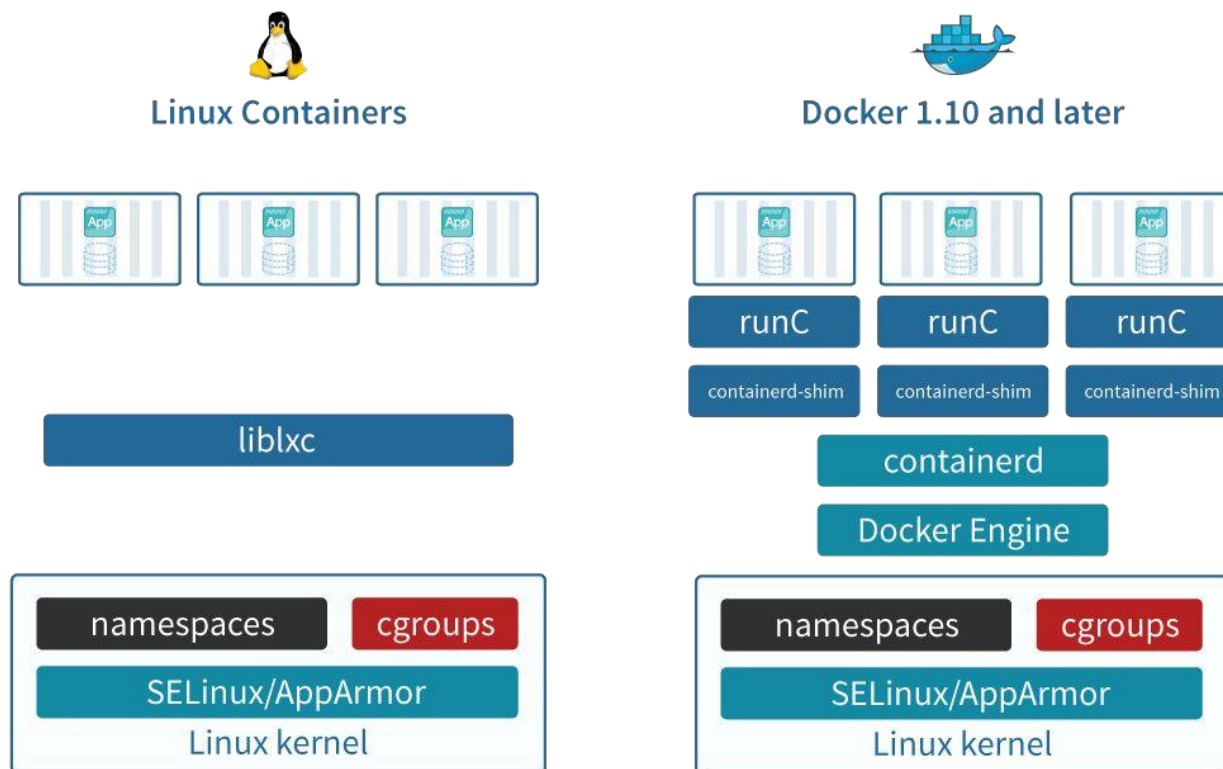 Linux Containers
Docker 1.10 and later
App
App
App
App
App
App
runC
runC
runC
containerd-shim
containerd-shim
containerd-shim
liblxc
containerd
Docker Engine
namespaces
cgroups
namespaces
cgroups
SELinux/AppArmor
SELinux/AppArmor
Linux kernel
Linux kernel